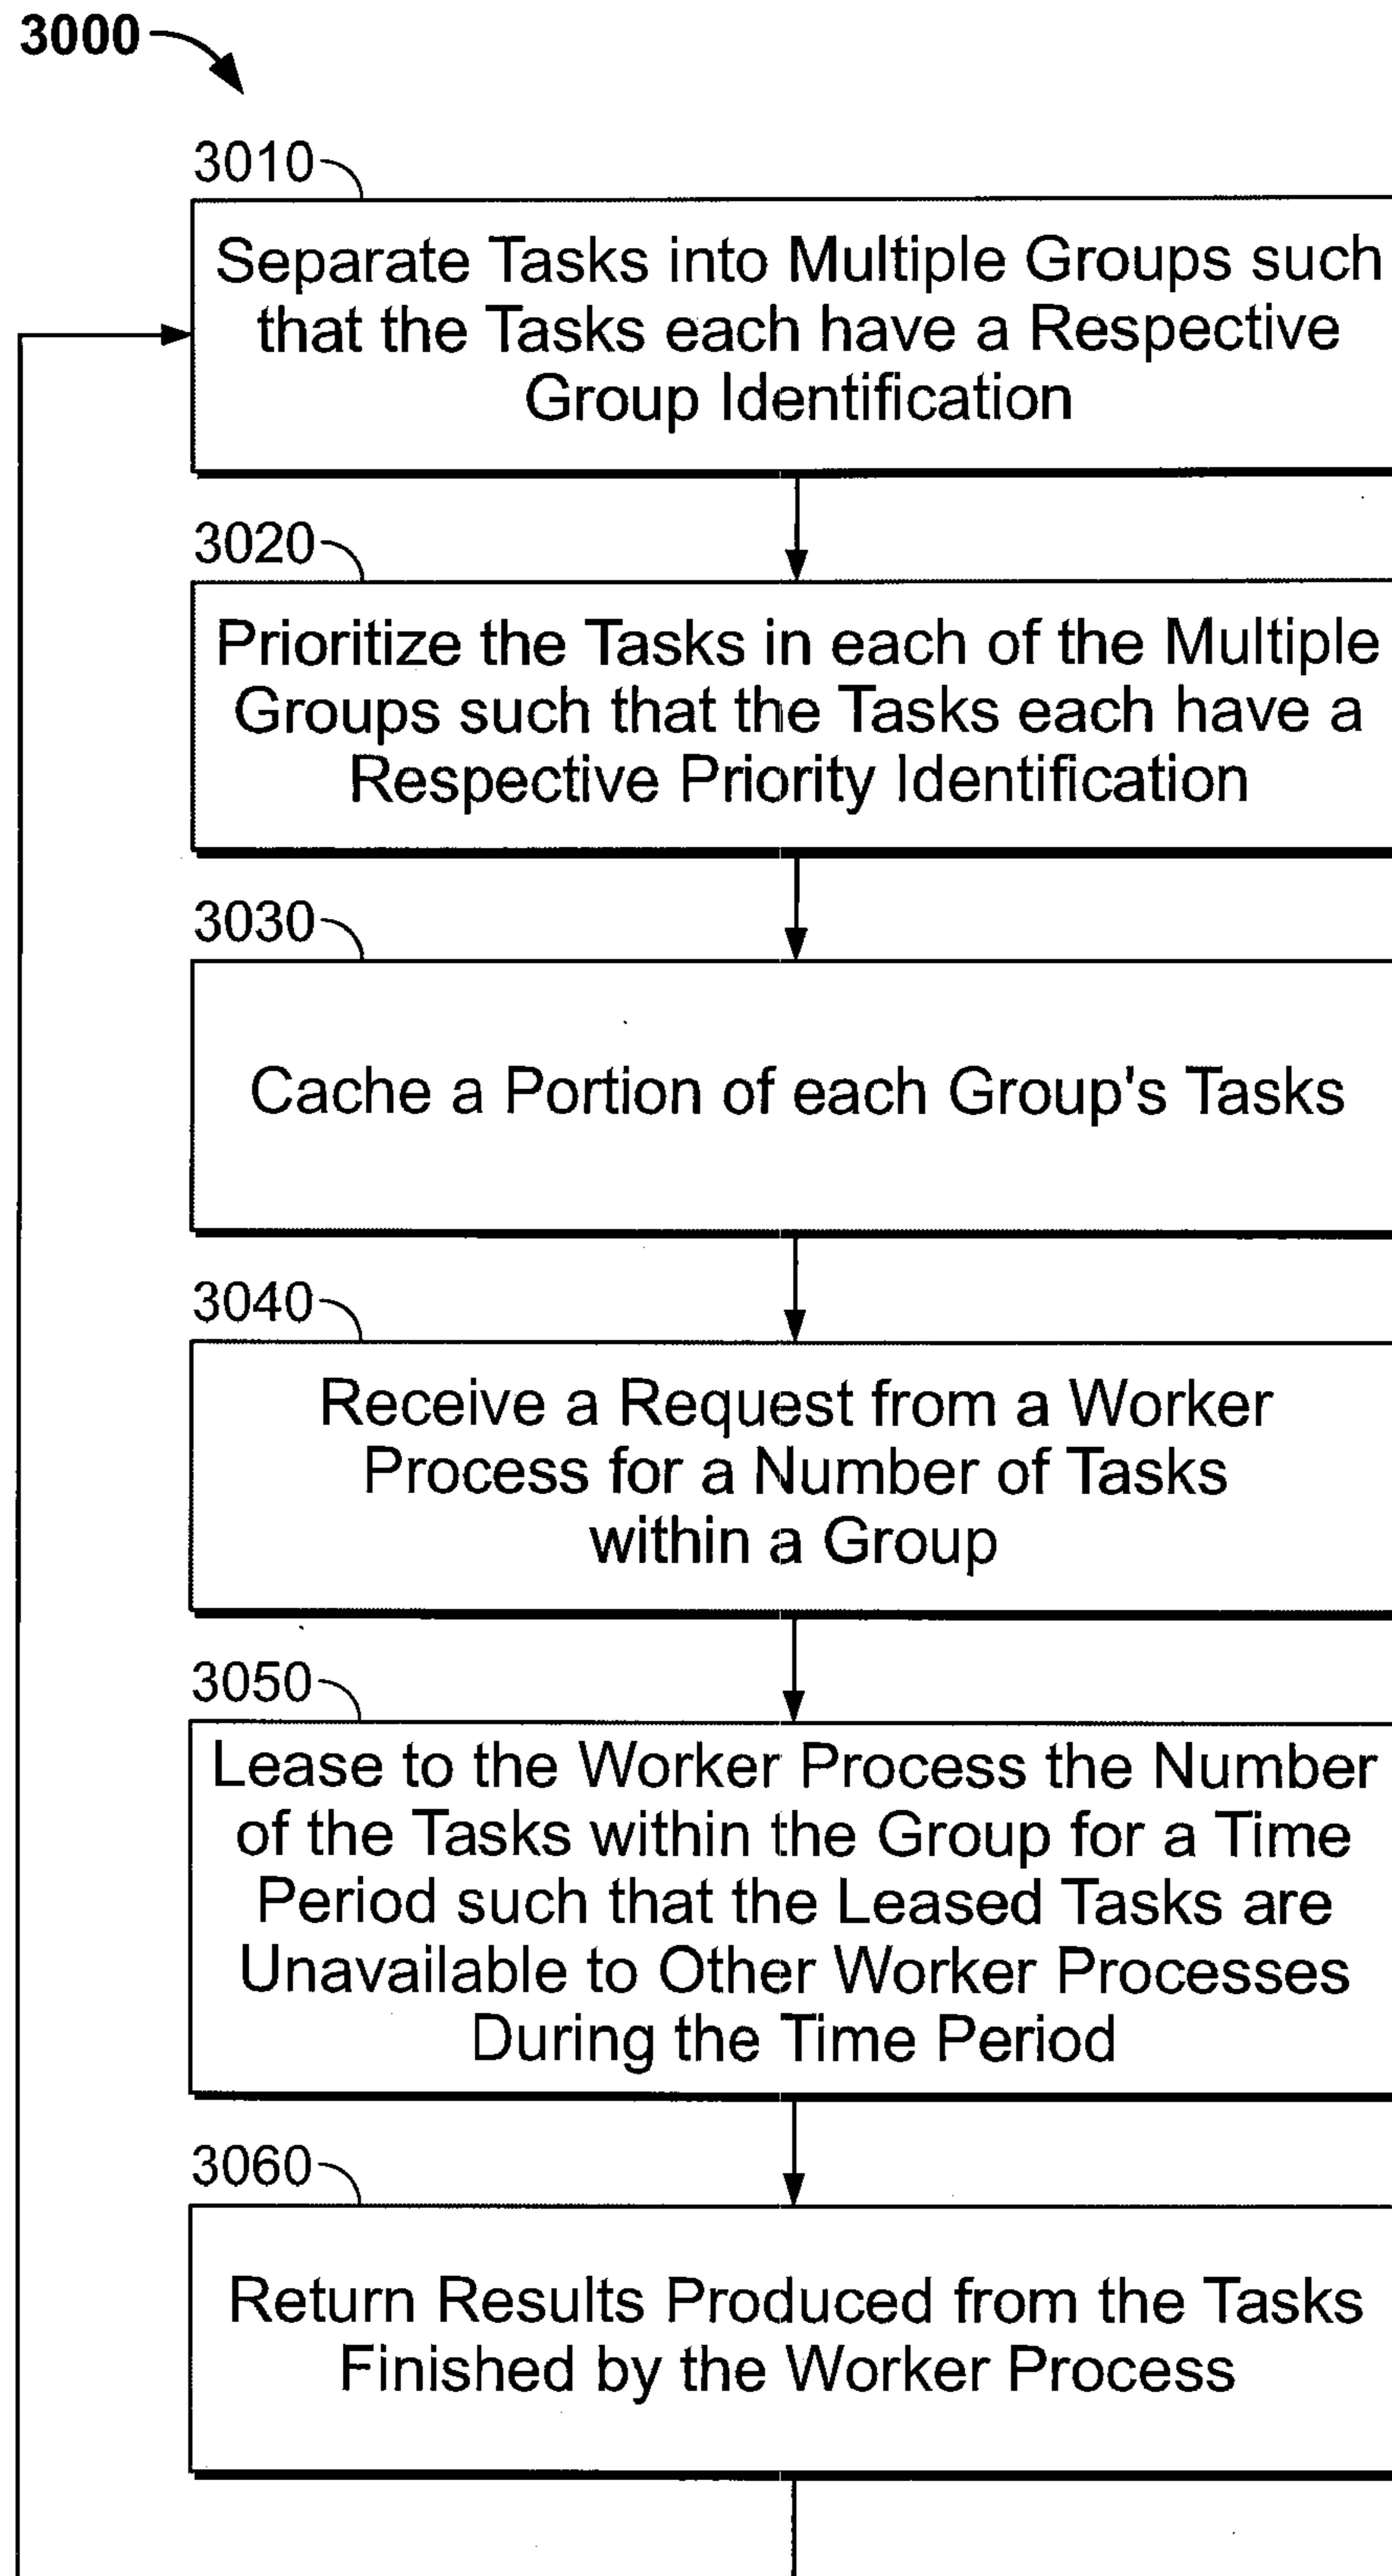 3000
3010
Separate Tasks into Multiple Groups such
that the Tasks each have a Respective
Group Identification
3020
Prioritize the Tasks in each of the Multiple
Groups such that the Tasks each have a
Respective Priority Identification
3030
Cache a Portion of each Group's Tasks
3040
Receive a Request from a Worker
Process for a Number of Tasks
within a Group
3050
Lease to the Worker Process the Number
of the Tasks within the Group for a Time
Period such that the Leased Tasks are
Unavailable to Other Worker Processes
During the Time Period
3060
Return Results Produced from the Tasks
Finished by the Worker Process